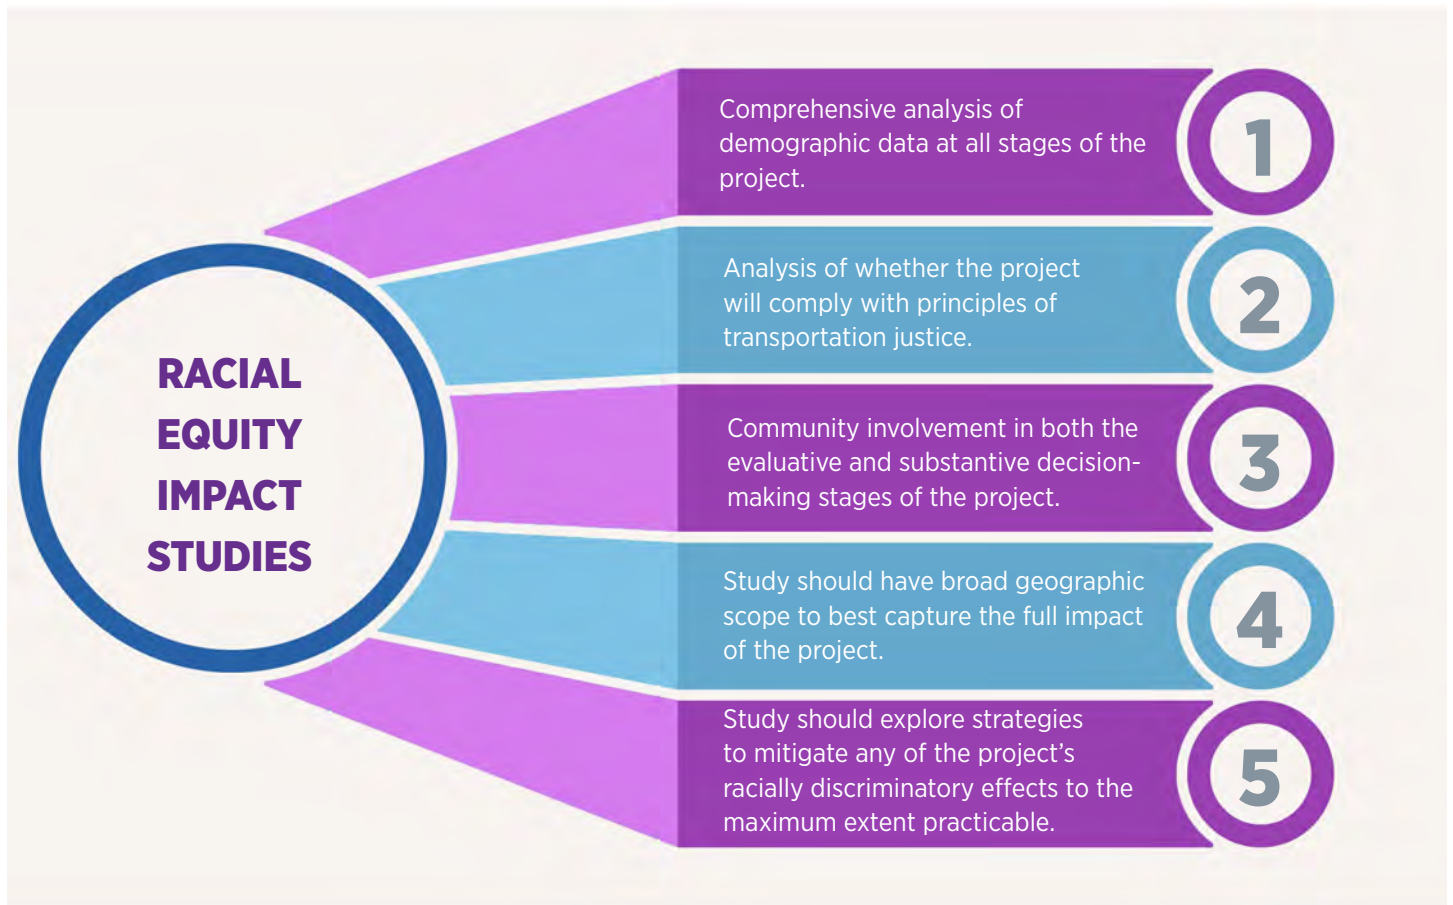 RACIAL
EQUITY
IMPACT
STUDIES
Comprehensive analysis of
demographic data at all stages of the
project.
1
Analysis of whether the project
will comply with principles of
transportation justice.
2
Community involvement in both the
evaluative and substantive decision-
making stages of the project.
3
Study should have broad geographic
scope to best capture the full impact
of the project.
4
Study should explore strategies
to mitigate any of the project’s
racially discriminatory effects to the
maximum extent practicable.
5